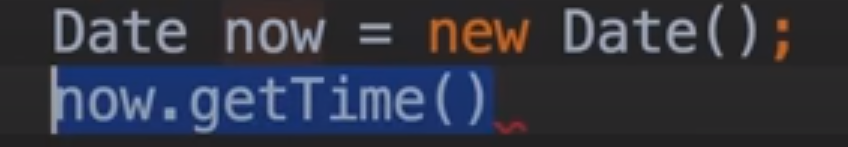 Date now = new Date();
now.getTime()